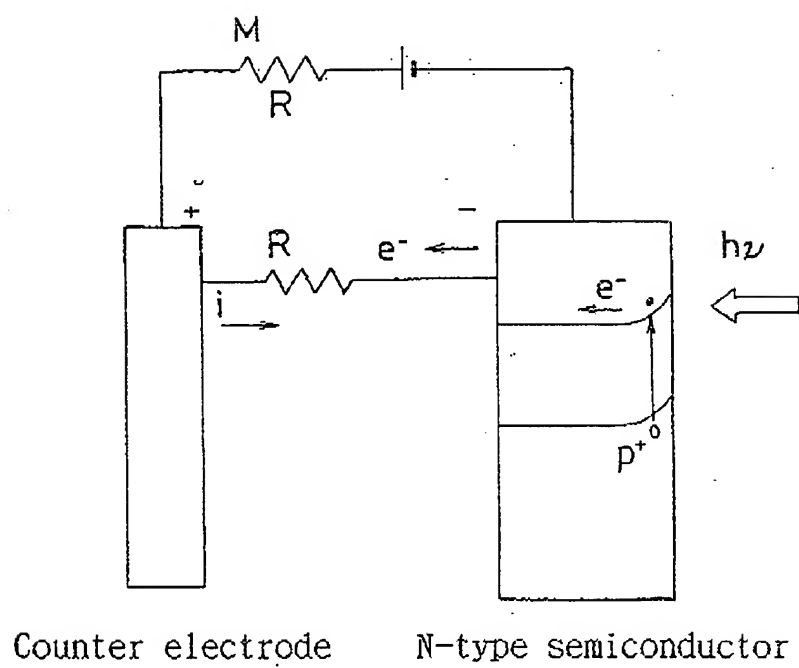 M
R
+
−
R
e⁻
hν
i
e⁻
p⁺
Counter electrode
N-type semiconductor